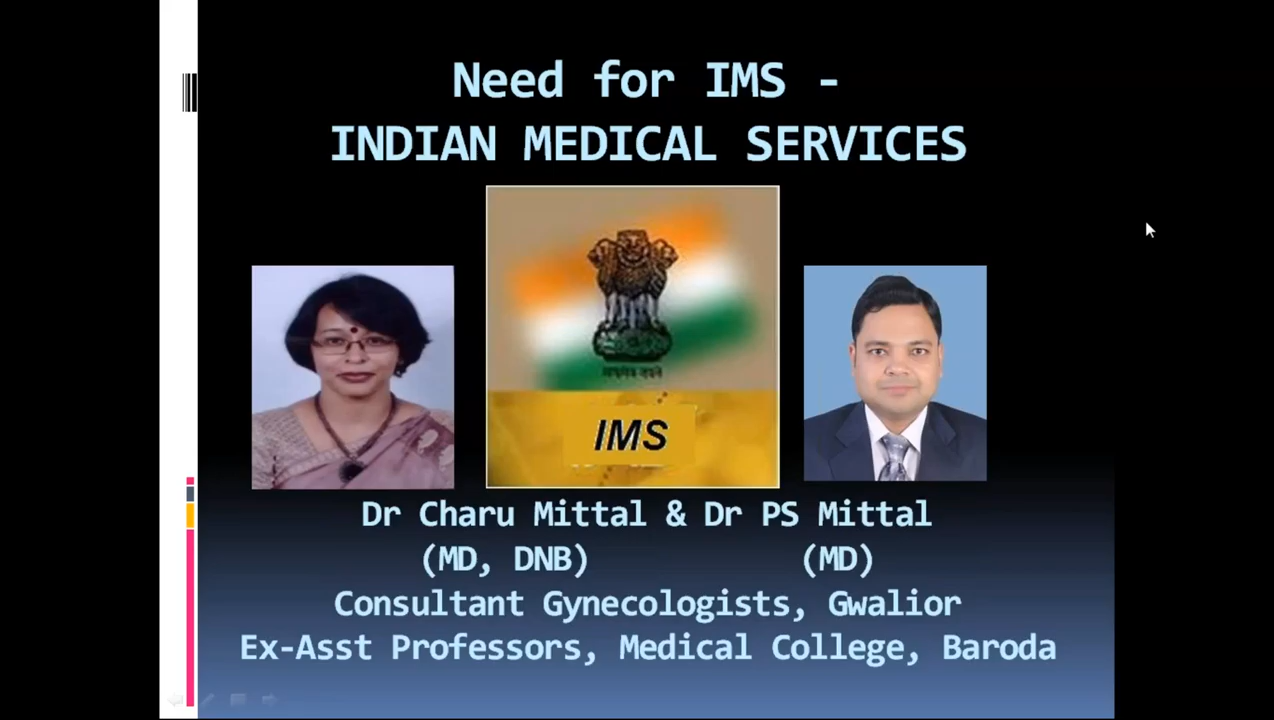 Need for IMS -
INDIAN MEDICAL SERVICES
IMS
Dr Charu Mittal & Dr PS Mittal
(MD, DNB) (MD)
Consultant Gynecologists, Gwalior
Ex-Asst Professors, Medical College, Baroda